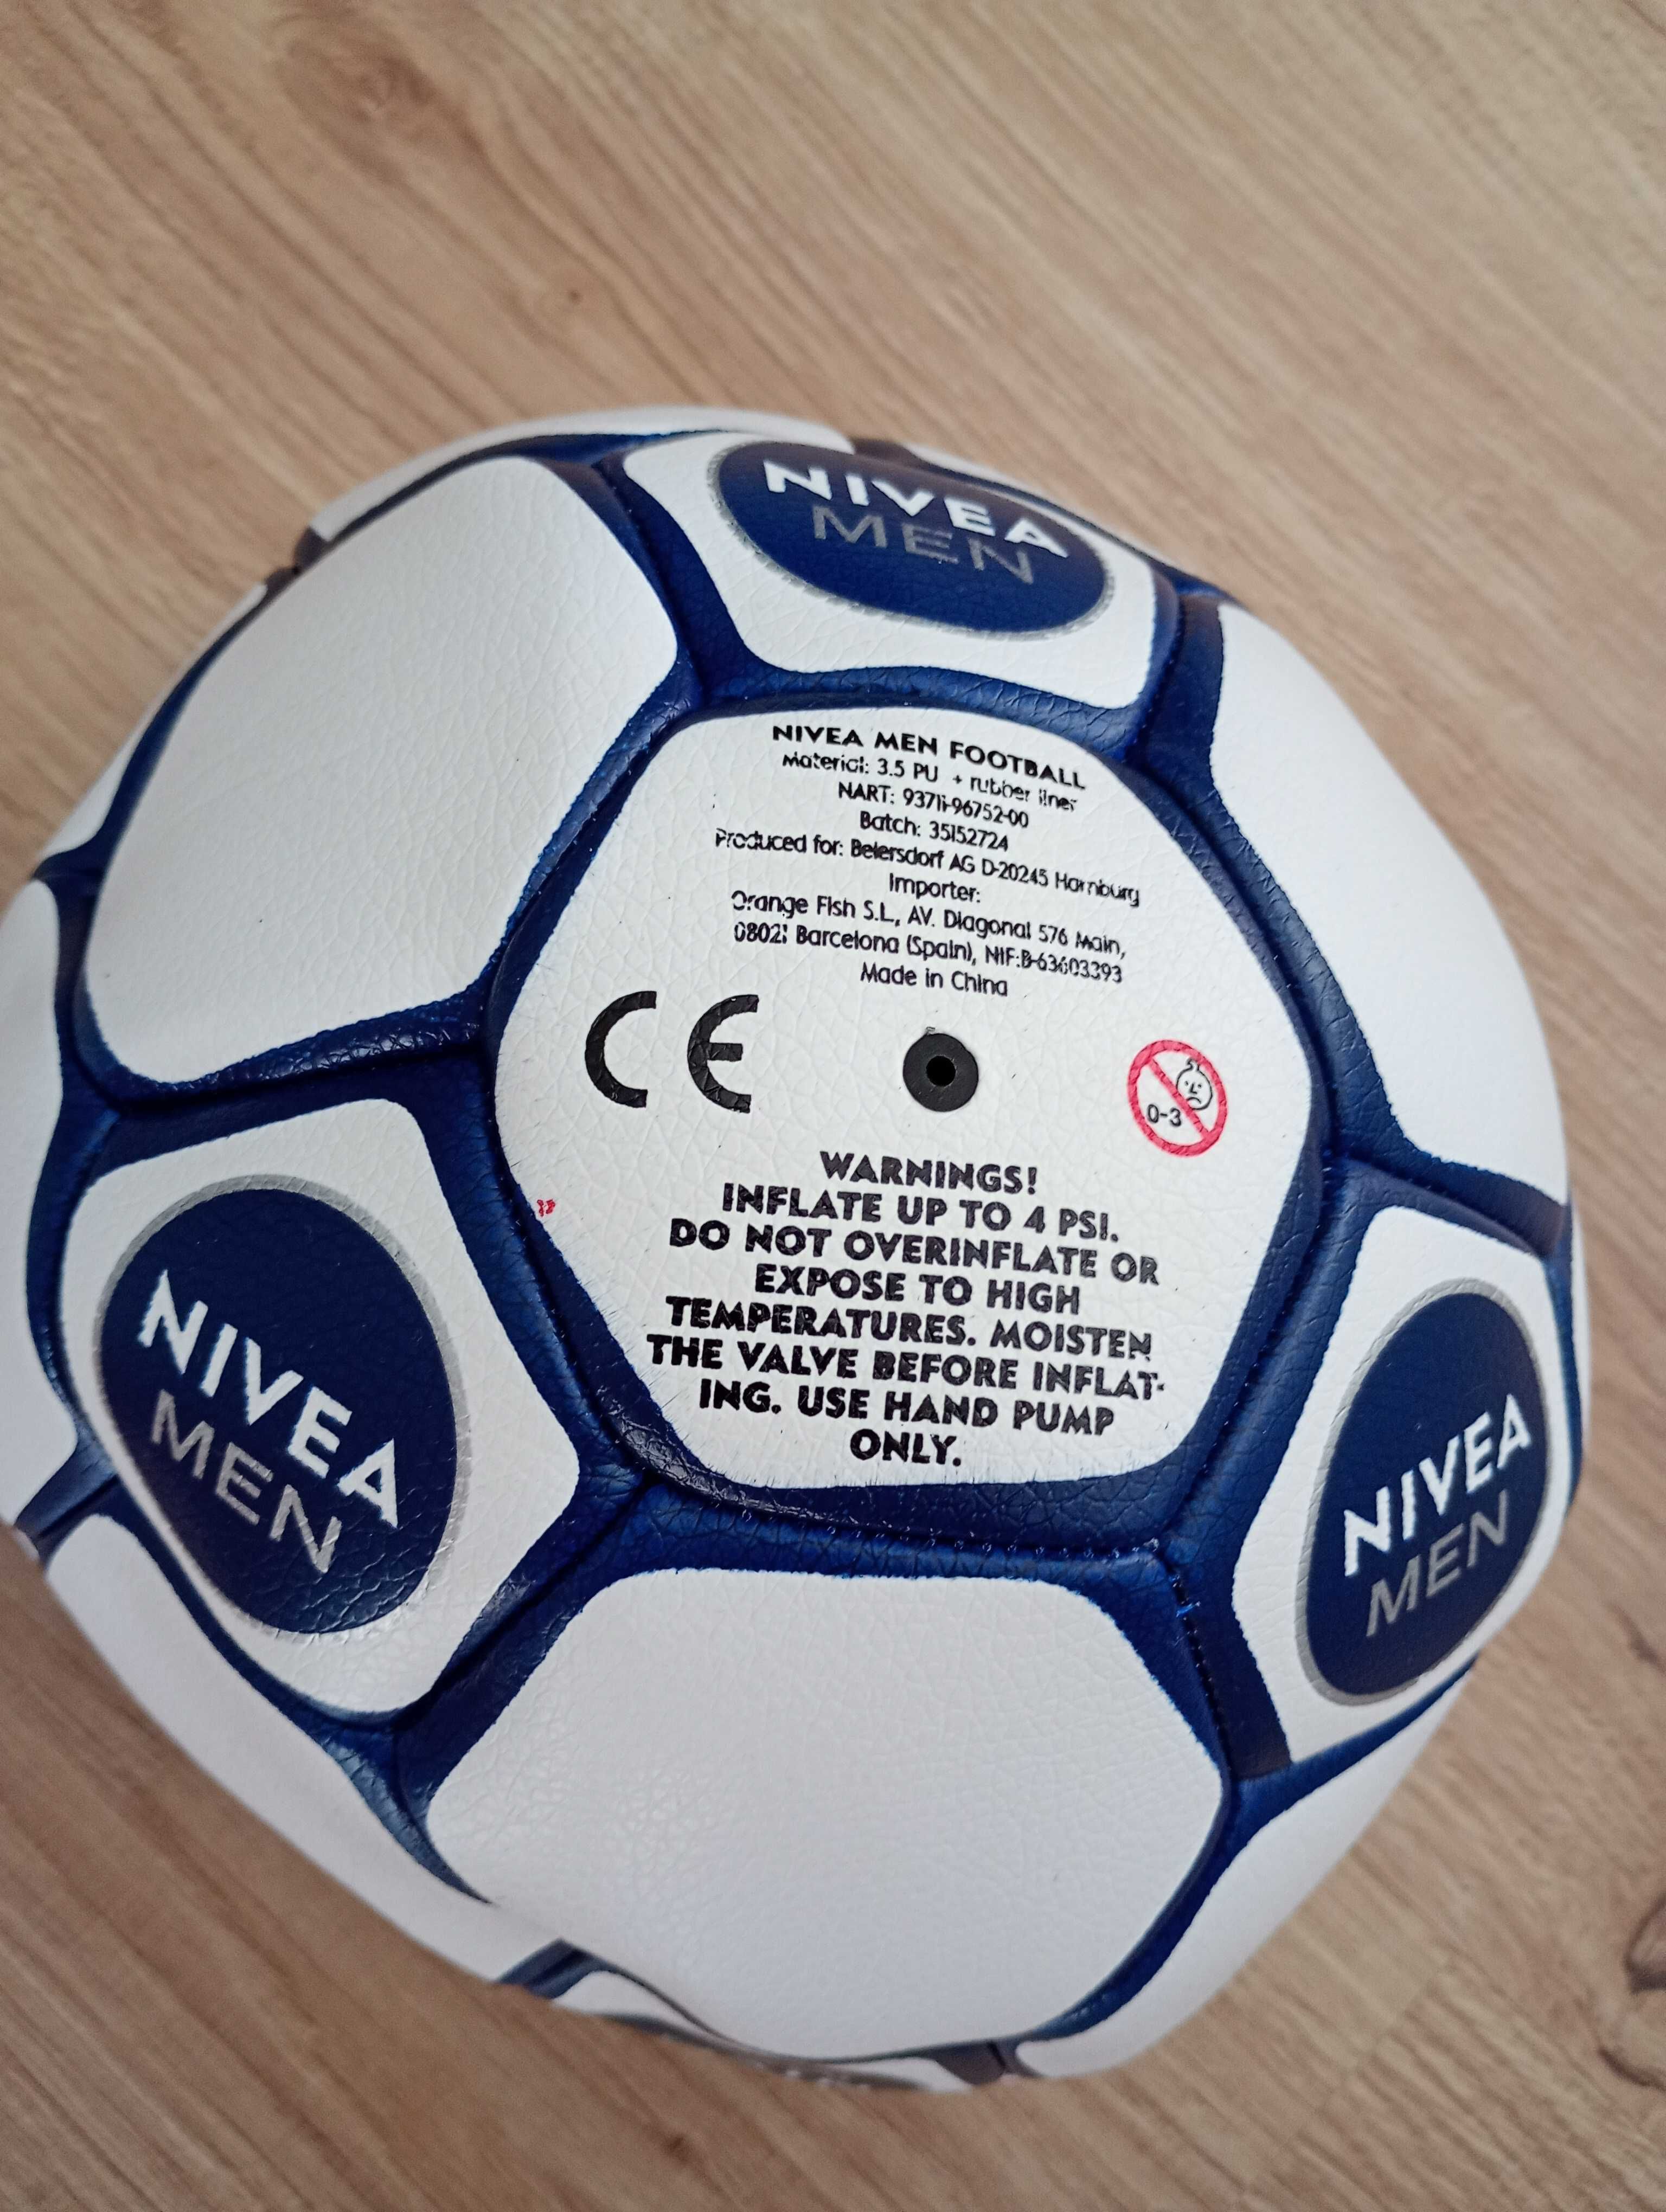 NIVEA
MEN
NIVEA MEN FOOTBALL
Material: 3.5 PU + rubber liner
NART: 93711-96752-00
Batch: 35152724
Produced for: Beiersdorf AG D-20245 Hamburg
Importer:
Orange Fish S.L., AV. Diagonal 576 Main,
08021 Barcelona (Spain), NIF:B-63603393
Made in China
CE
0-3
WARNINGS!
INFLATE UP TO 4 PSI.
DO NOT OVERINFLATE OR
EXPOSE TO HIGH
TEMPERATURES. MOISTEN
THE VALVE BEFORE INFLAT-
ING. USE HAND PUMP
ONLY.
NIVEA
MEN
NIVEA
MEN